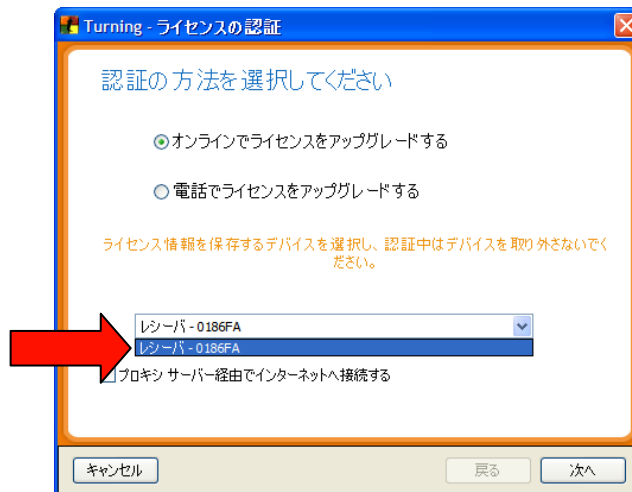 Turning - ライセンスの認証
認証の方法を選択してください
オンラインでライセンスをアップグレードする
電話でライセンスをアップグレードする
ライセンス情報を保存するデバイスを選択し、認証中はデバイスを取り外さないでく
ださい。
レシーバ - 0186FA
レシーバ - 0186FA
プロキシ サーバー経由でインターネットへ接続する
キャンセル 戻る 次へ